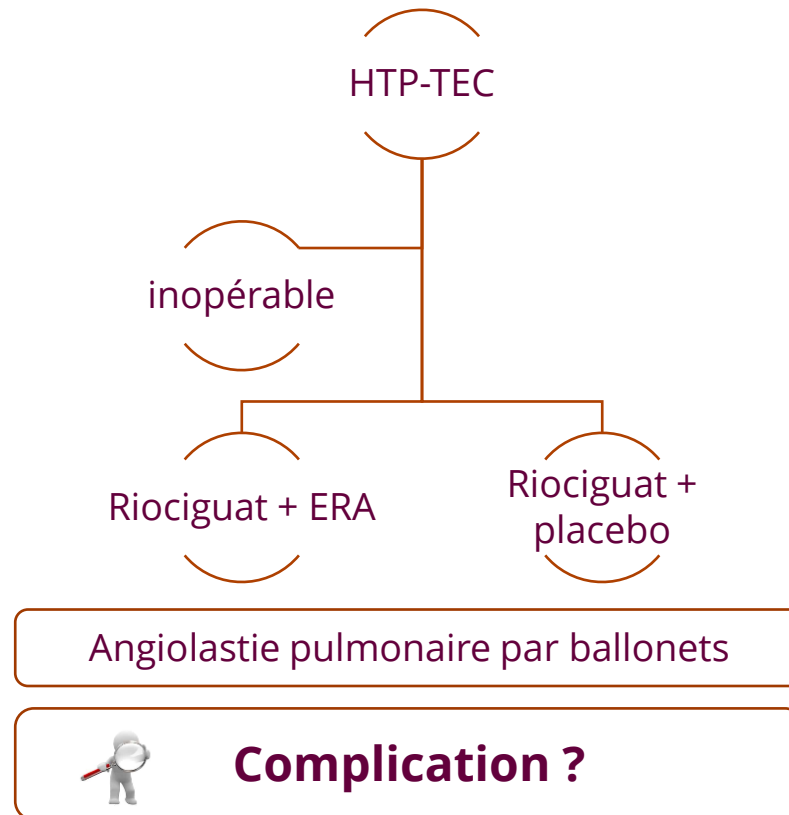 HTP-TEC
inopérable
Riociguat + ERA
Riociguat +
placebo
Angiolastie pulmonaire par ballonets
Complication ?